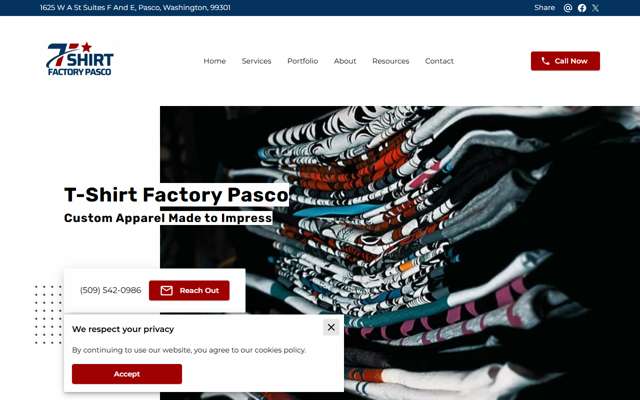 1625 W A St Suites F And E, Pasco, Washington, 99301
Share
T-SHIRT
FACTORY PASCO
Home
Services
Portfolio
About
Resources
Contact
Call Now
T-Shirt Factory Pasco
Custom Apparel Made to Impress
(509) 542-0986
Reach Out
We respect your privacy
By continuing to use our website, you agree to our cookies policy.
Accept